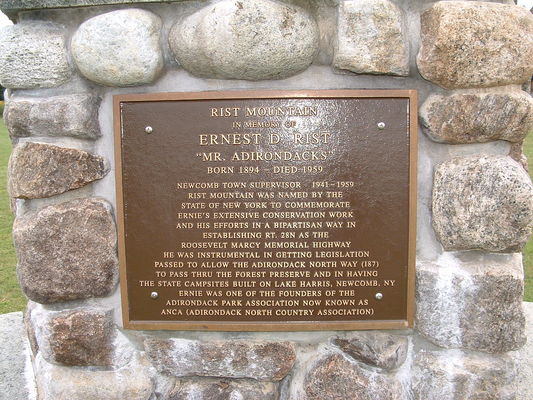 RIST MOUNTAIN
IN MEMORY OF
ERNEST D. RIST
"MR. ADIRONDACKS"
BORN 1894 - DIED 1959
NEWCOMB TOWN SUPERVISOR - 1941-1959
RIST MOUNTAIN WAS NAMED BY THE
STATE OF NEW YORK TO COMMEMORATE
ERNIE'S EXTENSIVE CONSERVATION WORK
AND HIS EFFORTS IN A BIPARTISAN WAY IN
ESTABLISHING RT. 28N AS THE
ROOSEVELT MARCY MEMORIAL HIGHWAY
HE WAS INSTRUMENTAL IN GETTING LEGISLATION
PASSED TO ALLOW THE ADIRONDACK NORTH WAY (I87)
TO PASS THRU THE FOREST PRESERVE AND IN HAVING
THE STATE CAMPSITES BUILT ON LAKE HARRIS, NEWCOMB, NY
ERNIE WAS ONE OF THE FOUNDERS OF THE
ADIRONDACK PARK ASSOCIATION NOW KNOWN AS
ANCA (ADIRONDACK NORTH COUNTRY ASSOCIATION)